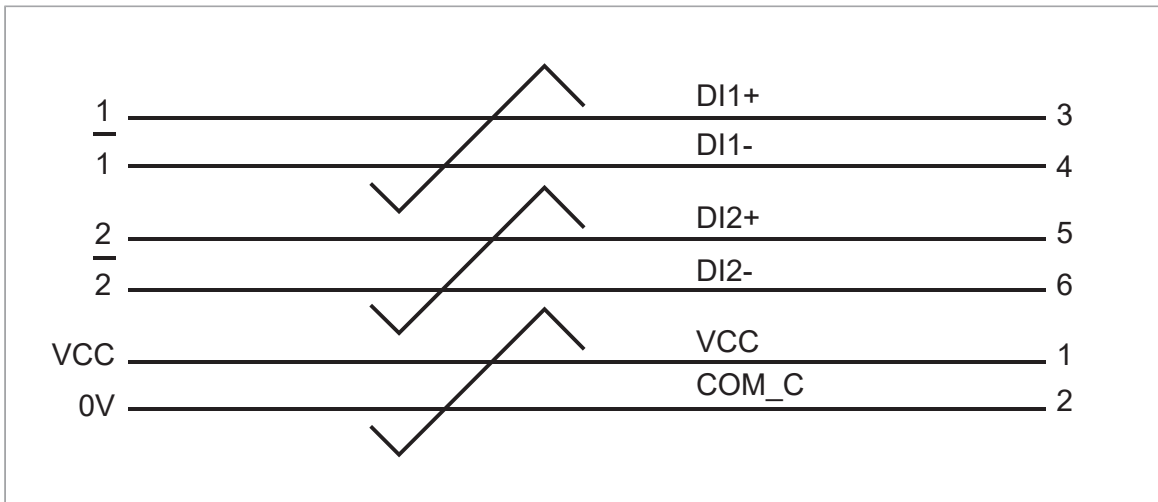 1 DI1+ 3
1̅ DI1- 4
2 DI2+ 5
2̅ DI2- 6
VCC VCC 1
0V COM_C 2